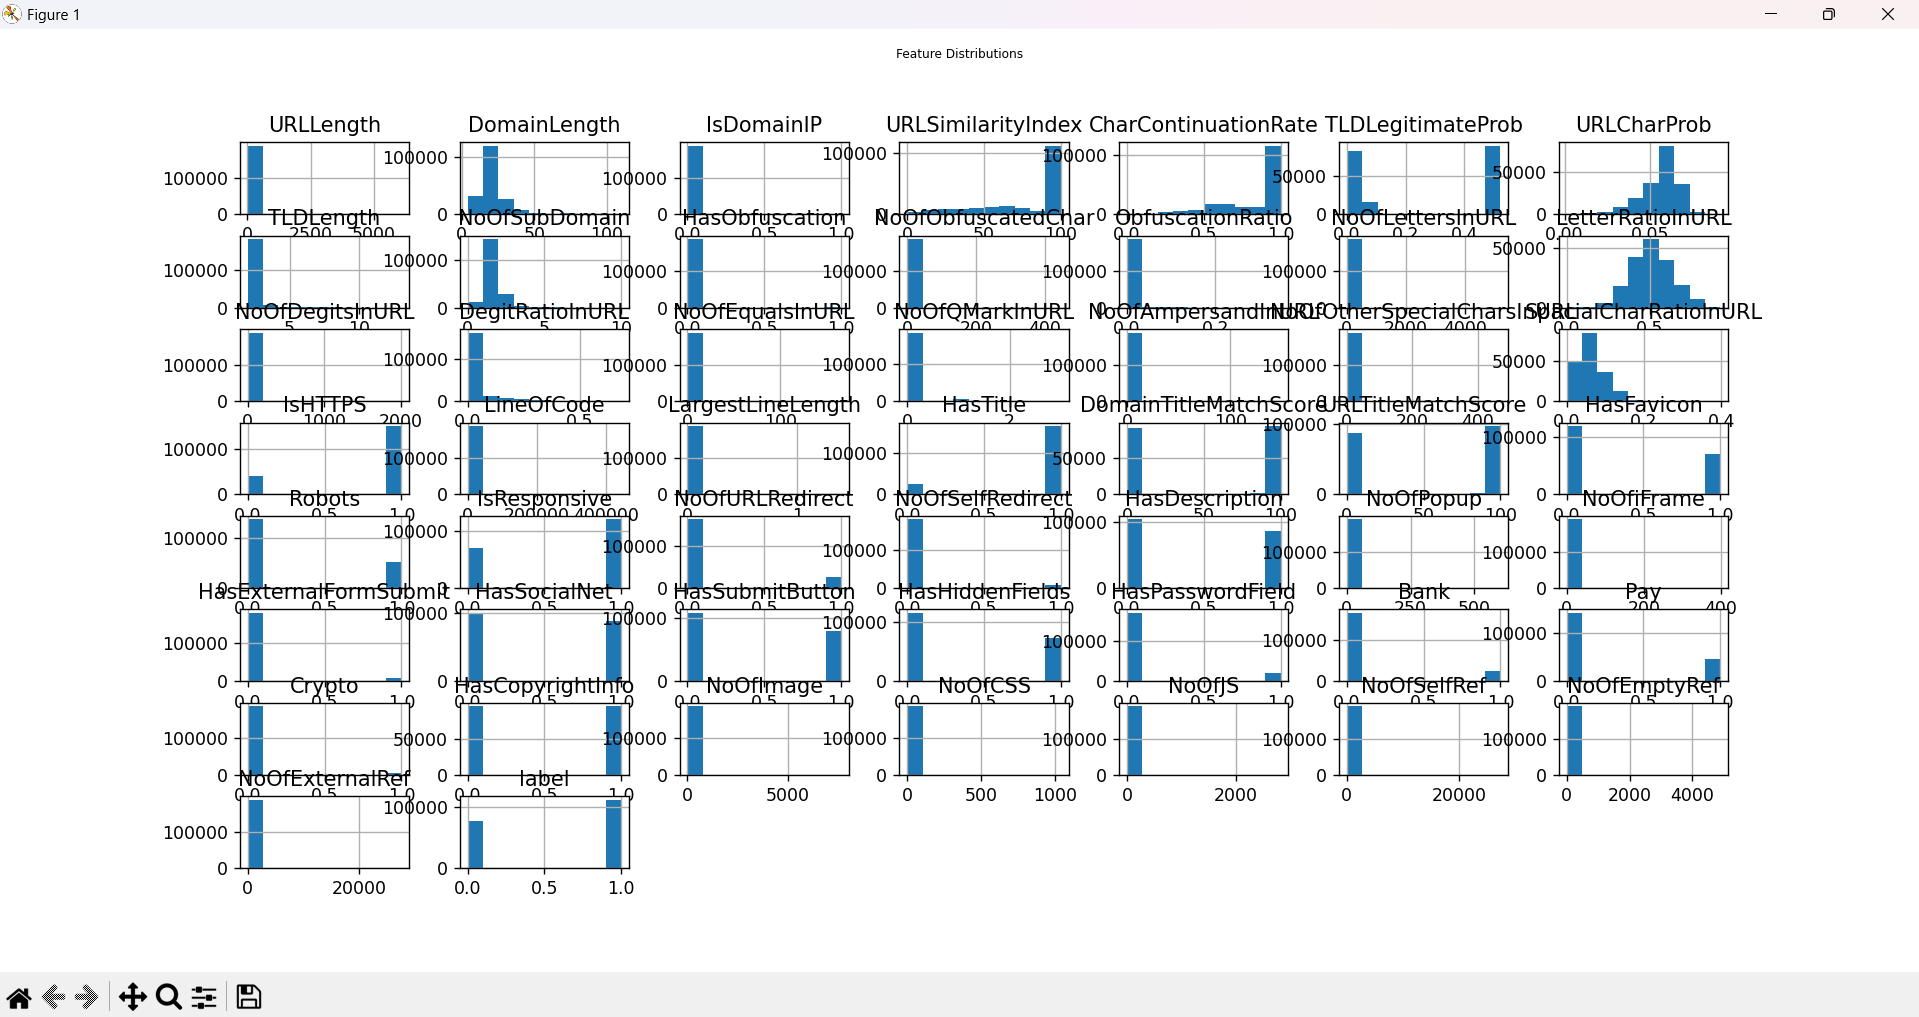 Figure 1
Feature Distributions
URLLength DomainLength IsDomainIP URLSimilarityIndex CharContinuationRate TLDLegitimateProb URLCharProb
100000 0 100000 0 100000 0 100000 0 100000 0 50000 0 50000 0
0 2500 5000 0 50 100 0.0 0.5 1.0 0 50 100 0.0 0.5 1.0 0.0 0.2 0.4 0.00 0.05
TLDLength NoOfSubDomain HasObfuscation NoOfObfuscatedChar ObfuscationRatio NoOfLettersInURL LetterRatioInURL
100000 0 100000 0 100000 0 100000 0 100000 0 100000 0 50000 0
5 10 0 5 10 0.0 0.5 1.0 0 200 400 0.0 0.2 0 2000 4000 0.0 0.5
NoOfDegitsInURL DegitRatioInURL NoOfEqualsInURL NoOfQMarkInURL NoOfAmpersandInURL NoOfOtherSpecialCharsInURL SpacialCharRatioInURL
100000 0 100000 0 100000 0 100000 0 100000 0 100000 0 50000 0
0 1000 2000 0.0 0.5 0 100 0 2 0 100 0 200 400 0.0 0.2 0.4
IsHTTPS LineOfCode LargestLineLength HasTitle DomainTitleMatchScore URLTitleMatchScore HasFavicon
100000 0 100000 0 100000 0 100000 0 50000 0 100000 0 100000 0
0.0 0.5 1.0 0 200000 400000 0 1 0.0 0.5 1.0 0 50 100 0 50 100 0.0 0.5 1.0
Robots IsResponsive NoOfURLRedirect NoOfSelfRedirect HasDescription NoOfPopup NoOfiFrame
100000 0 100000 0 100000 0 100000 0 100000 0 100000 0 100000 0
0.0 0.5 1.0 0.0 0.5 1.0 0.0 0.5 1.0 0.0 0.5 1.0 0.0 0.5 1.0 0 250 500 0 200 400
HasExternalFormSubmit HasSocialNet HasSubmitButton HasHiddenFields HasPasswordField Bank Pay
100000 0 100000 0 100000 0 100000 0 100000 0 100000 0 100000 0
0.0 0.5 1.0 0.0 0.5 1.0 0.0 0.5 1.0 0.0 0.5 1.0 0.0 0.5 1.0 0.0 0.5 1.0 0.0 0.5 1.0
Crypto HasCopyrightInfo NoOfImage NoOfCSS NoOfJS NoOfSelfRef NoOfEmptyRef
100000 0 50000 0 100000 0 100000 0 100000 0 100000 0 100000 0
0.0 0.5 1.0 0.0 0.5 1.0 0 5000 0 500 1000 0 2000 0 20000 0 2000 4000
NoOfExternalRef label
100000 0 100000 0
0 20000 0.0 0.5 1.0